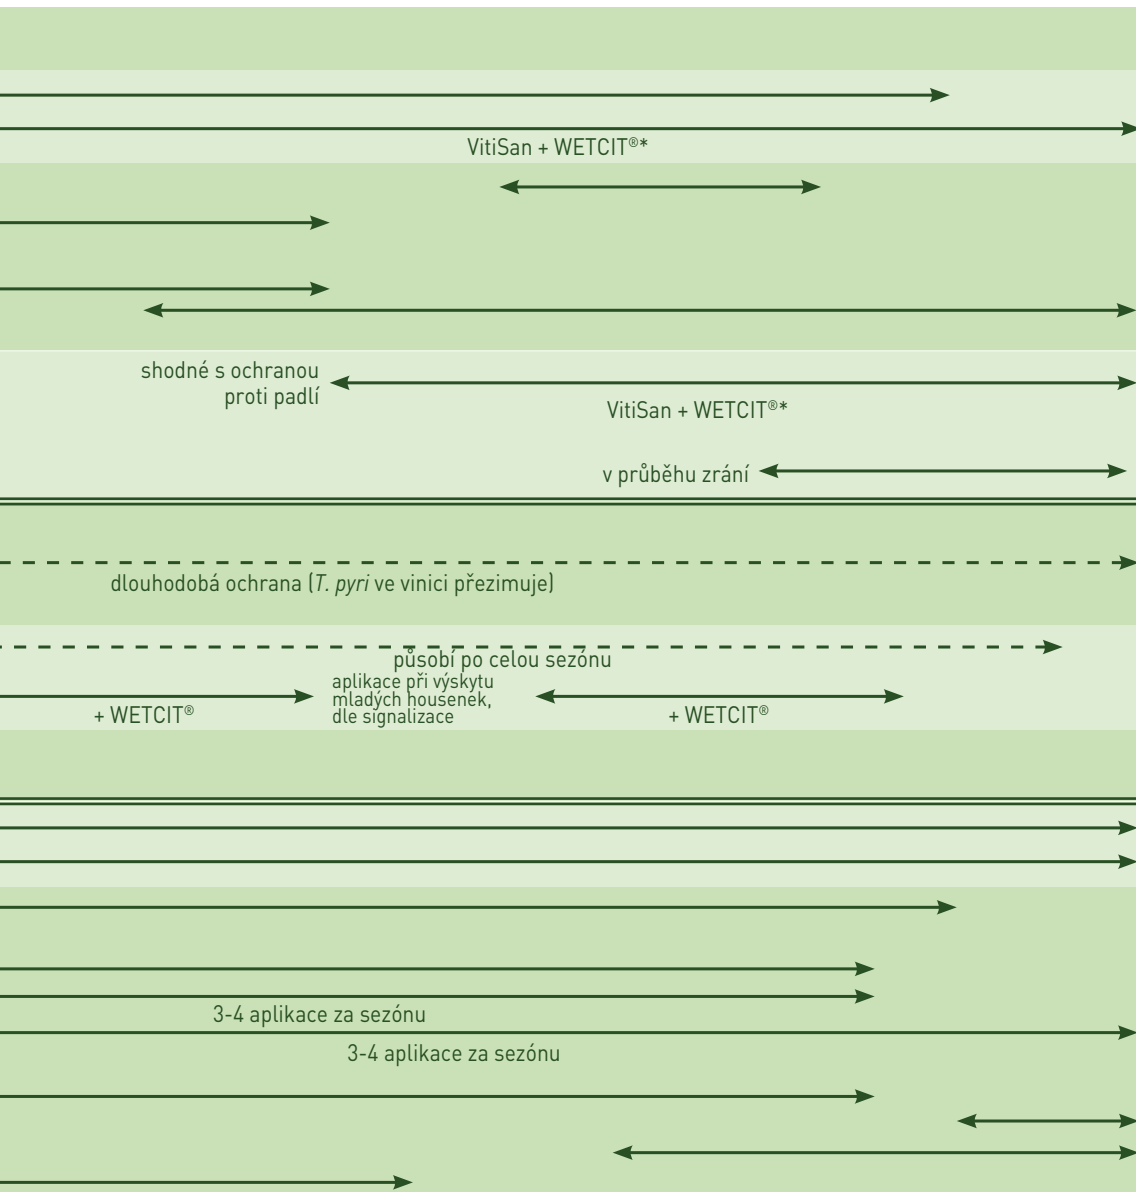 VitiSan + WETCIT®*
shodné s ochranou
proti padlí
VitiSan + WETCIT®*
v průběhu zrání
dlouhodobá ochrana (T. pyri ve vinici přezimuje)
působí po celou sezónu
aplikace při výskytu
mladých housenek,
dle signalizace
+ WETCIT®
+ WETCIT®
3-4 aplikace za sezónu
3-4 aplikace za sezónu